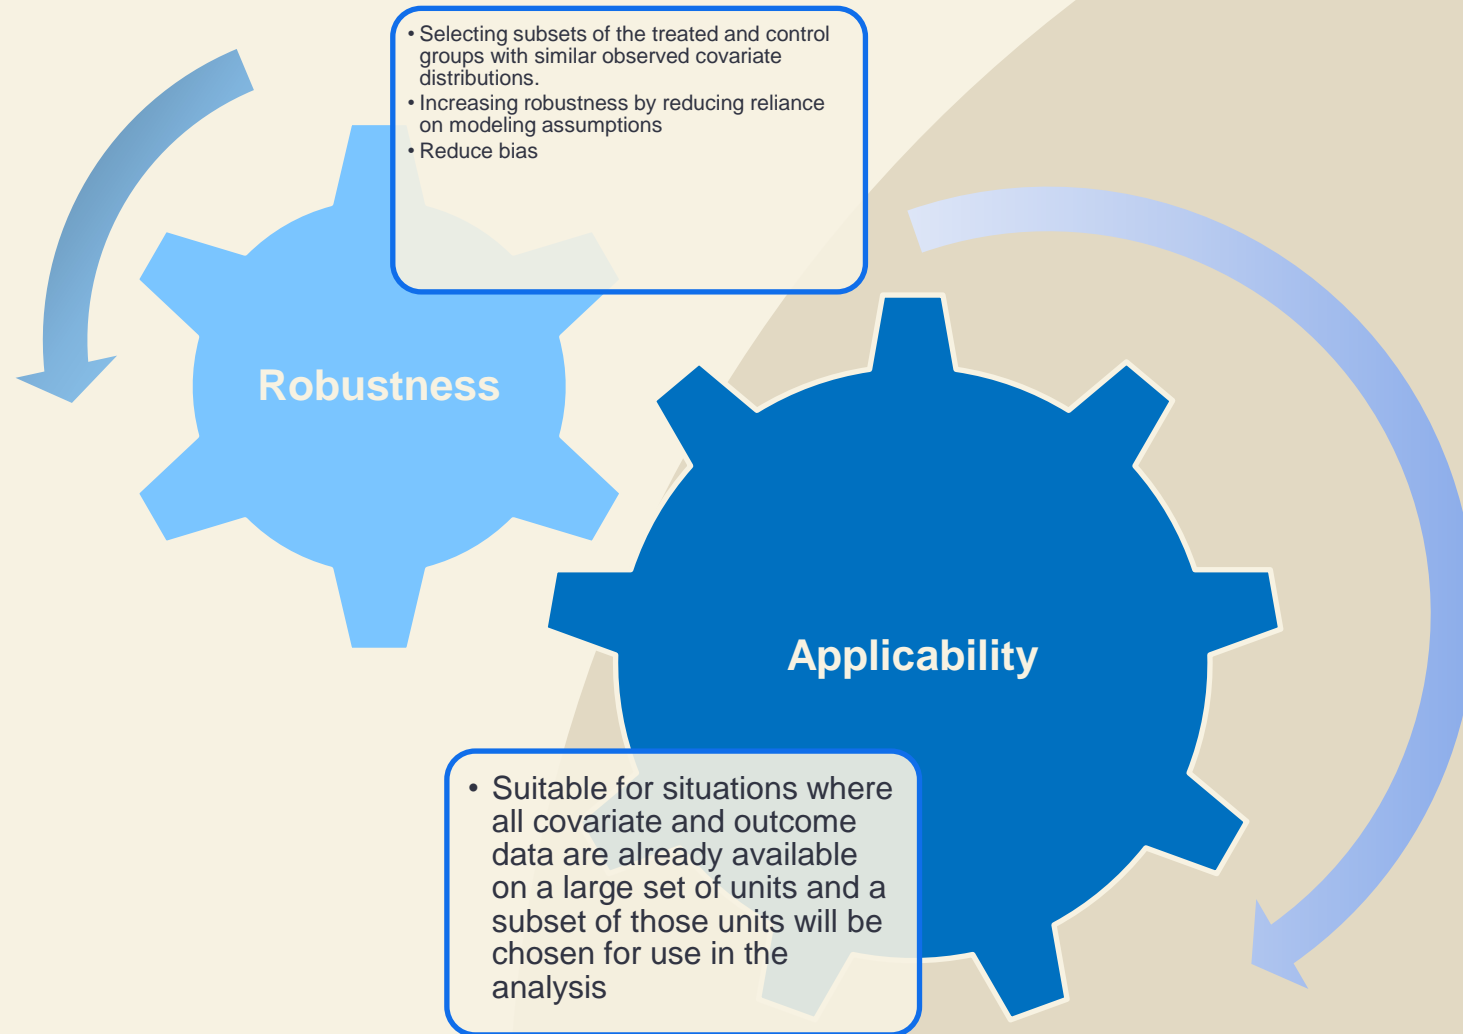 • Selecting subsets of the treated and control
groups with similar observed covariate
distributions.
• Increasing robustness by reducing reliance
on modeling assumptions
• Reduce bias
Robustness
Applicability
• Suitable for situations where
all covariate and outcome
data are already available
on a large set of units and a
subset of those units will be
chosen for use in the
analysis